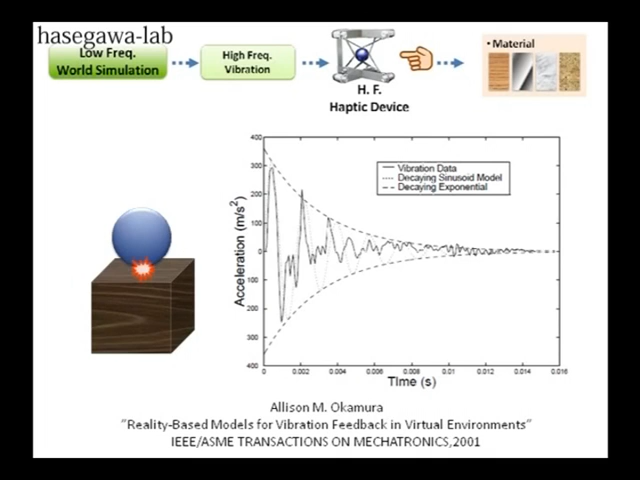 hasegawa-lab
Low Freq.
World Simulation
High Freq.
Vibration
H. F.
Haptic Device
• Material
400
300
200
100
0
100
200
300
400
Acceleration (m/s²)
Vibration Data
Decaying Sinusoid Model
Decaying Exponential
0 0.002 0.004 0.006 0.008 0.01 0.012 0.014 0.016
Time (s)
Allison M. Okamura
"Reality-Based Models for Vibration Feedback in Virtual Environments"
IEEE/ASME TRANSACTIONS ON MECHATRONICS,2001